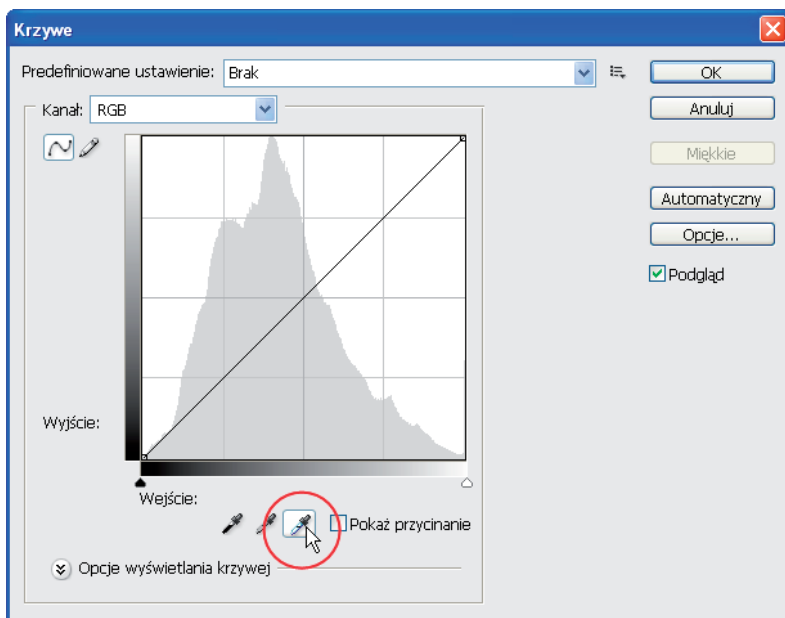 Krzywe
Predefiniowane ustawienie: Brak
OK
Kanał: RGB
Anuluj
Miękkie
Automatyczny
Opcje...
Podgląd
Wyjście:
Wejście:
Pokaż przycinanie
Opcje wyświetlania krzywej